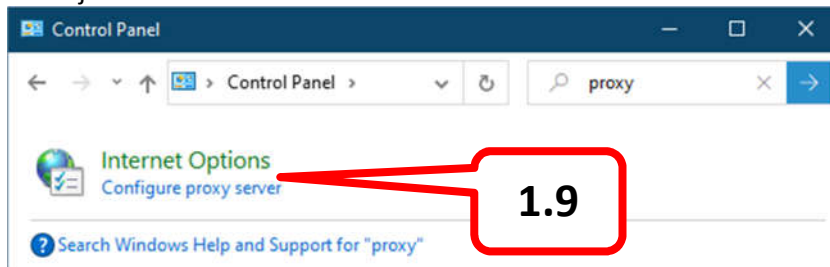 Control Panel
Control Panel
proxy
Internet Options
Configure proxy server
1.9
Search Windows Help and Support for "proxy"